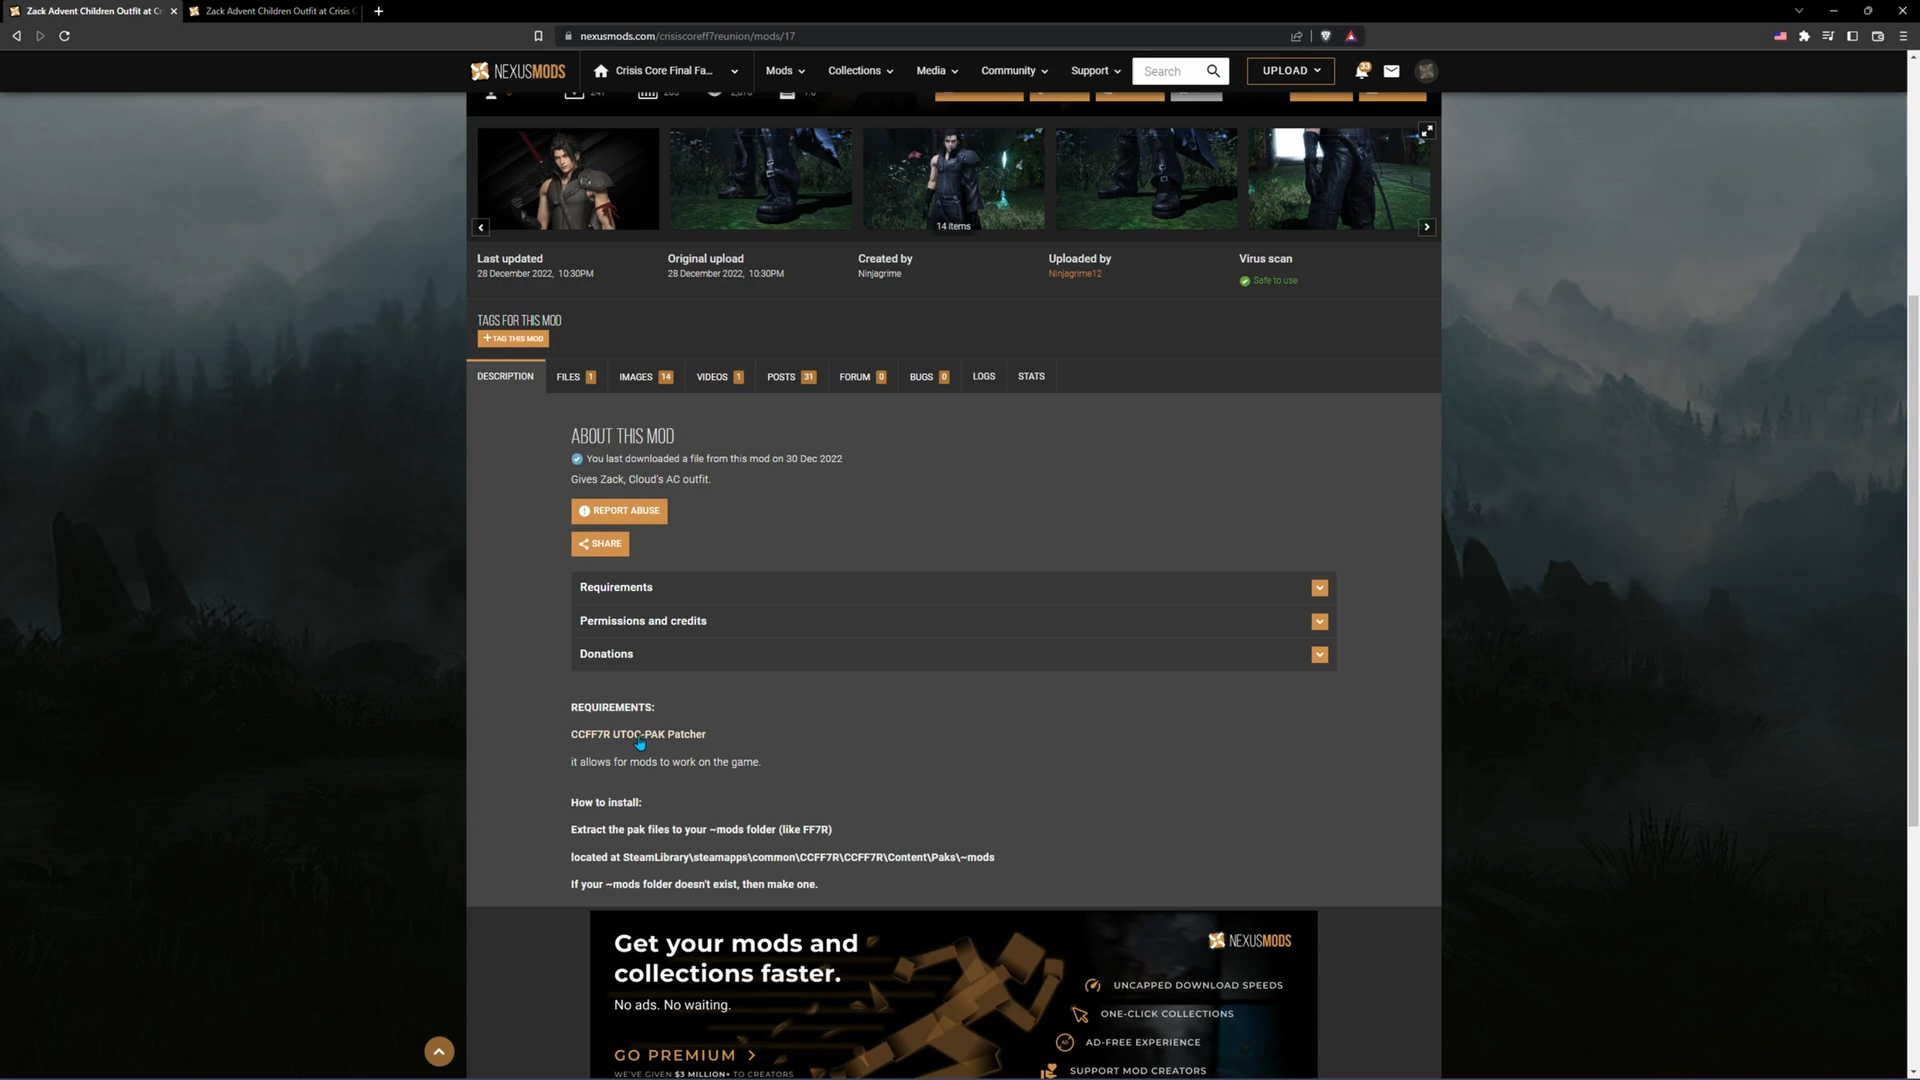 Zack Advent Children Outfit at Cr
Zack Advent Children Outfit at Crisis C
nexusmods.com/crisiscoreff7reunion/mods/17
NEXUSMODS
Crisis Core Final Fa...
Mods
Collections
Media
Community
Support
Search
UPLOAD
33
14 items
Last updated
28 December 2022, 10:30PM
Original upload
28 December 2022, 10:30PM
Created by
Ninjagrime
Uploaded by
Ninjagrime12
Virus scan
Safe to use
TAGS FOR THIS MOD
+ TAG THIS MOD
DESCRIPTION
FILES 1
IMAGES 14
VIDEOS 1
POSTS 31
FORUM 0
BUGS 0
LOGS
STATS
ABOUT THIS MOD
You last downloaded a file from this mod on 30 Dec 2022
Gives Zack, Cloud's AC outfit.
REPORT ABUSE
SHARE
Requirements
Permissions and credits
Donations
REQUIREMENTS:
CCFF7R UTOC-PAK Patcher
it allows for mods to work on the game.
How to install:
Extract the pak files to your ~mods folder (like FF7R)
located at SteamLibrary\steamapps\common\CCFF7R\CCFF7R\Content\Paks\~mods
If your ~mods folder doesn't exist, then make one.
Get your mods and
collections faster.
No ads. No waiting.
GO PREMIUM >
WE'VE GIVEN $3 MILLION+ TO CREATORS
NEXUSMODS
UNCAPPED DOWNLOAD SPEEDS
ONE-CLICK COLLECTIONS
AD-FREE EXPERIENCE
SUPPORT MOD CREATORS